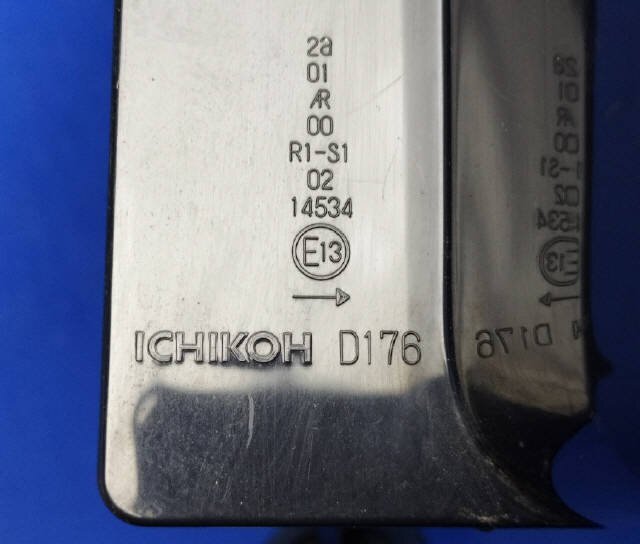 2a
01
AR
00
R1-S1
02
14534
E13
→
ICHIKOH D176